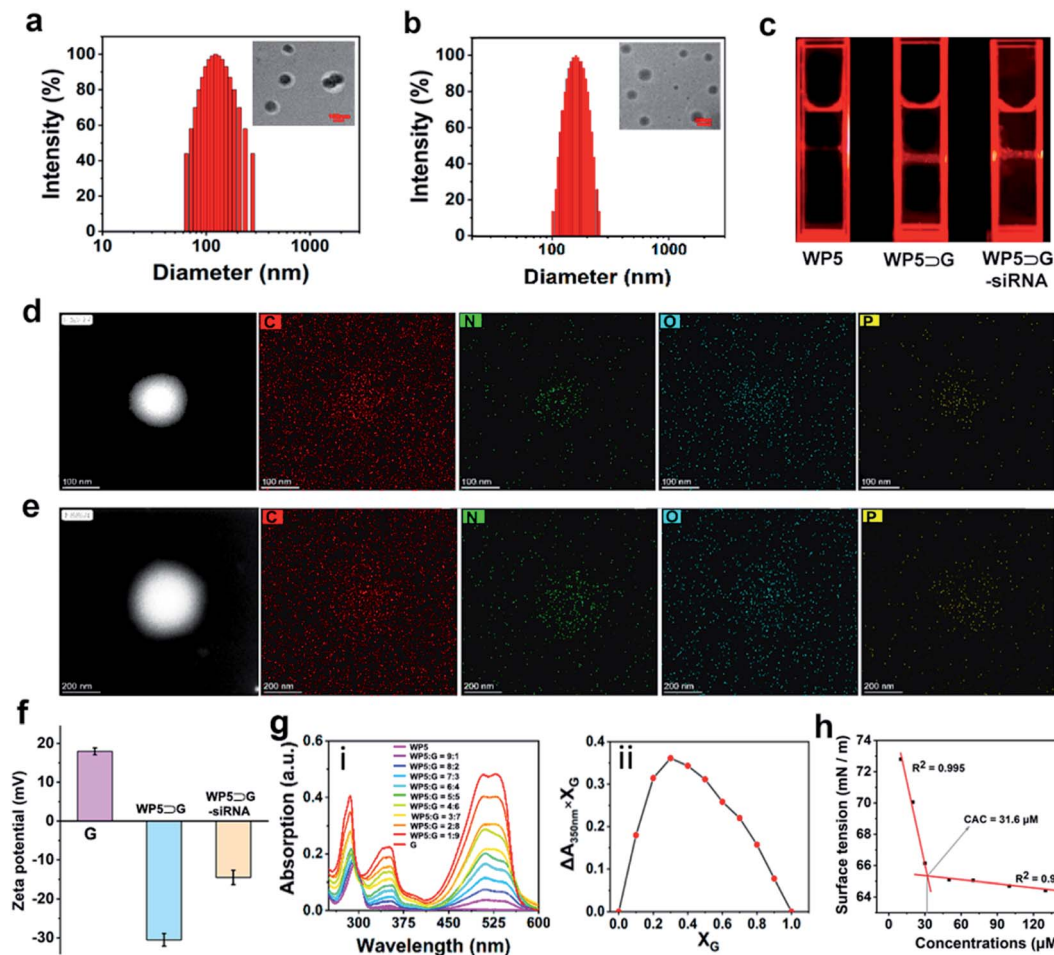 a
Intensity (%)
100
80
60
40
20
0
10
100
1000
Diameter (nm)
b
Intensity (%)
100
80
60
40
20
0
100
1000
Diameter (nm)
c
WP5
WP5⊃G
WP5⊃G
-siRNA
d
100 nm
C
100 nm
N
100 nm
O
100 nm
P
100 nm
e
200 nm
C
200 nm
N
200 nm
O
200 nm
P
200 nm
f
Zeta potential (mV)
20
10
0
-10
-20
-30
G
WP5⊃G
WP5⊃G
-siRNA
g
i
Absorption (a.u.)
0.6
0.4
0.2
0.0
300
375
450
525
600
Wavelength (nm)
WP5
WP5:G = 9:1
WP5:G = 8:2
WP5:G = 7:3
WP5:G = 6:4
WP5:G = 5:5
WP5:G = 4:6
WP5:G = 3:7
WP5:G = 2:8
WP5:G = 1:9
G
ii
ΔA350nm×XG
0.4
0.3
0.2
0.1
0.0
0.0
0.2
0.4
0.6
0.8
1.0
XG
h
Surface tension (mN / m)
72
70
68
66
64
R² = 0.995
CAC = 31.6 μM
R² = 0.9
0
30
60
90
120
Concentrations (μM